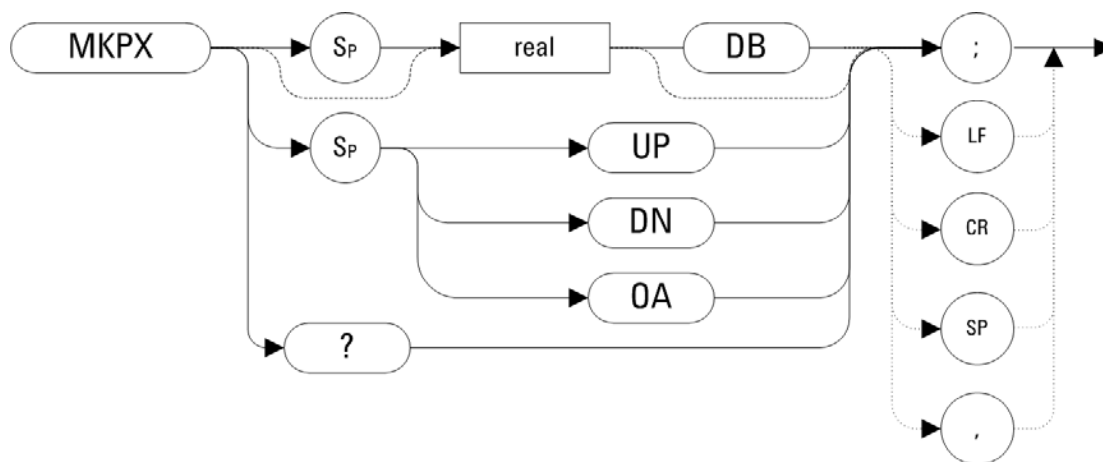 MKPX SP real DB ;
SP UP LF
DN CR
OA SP
?
,